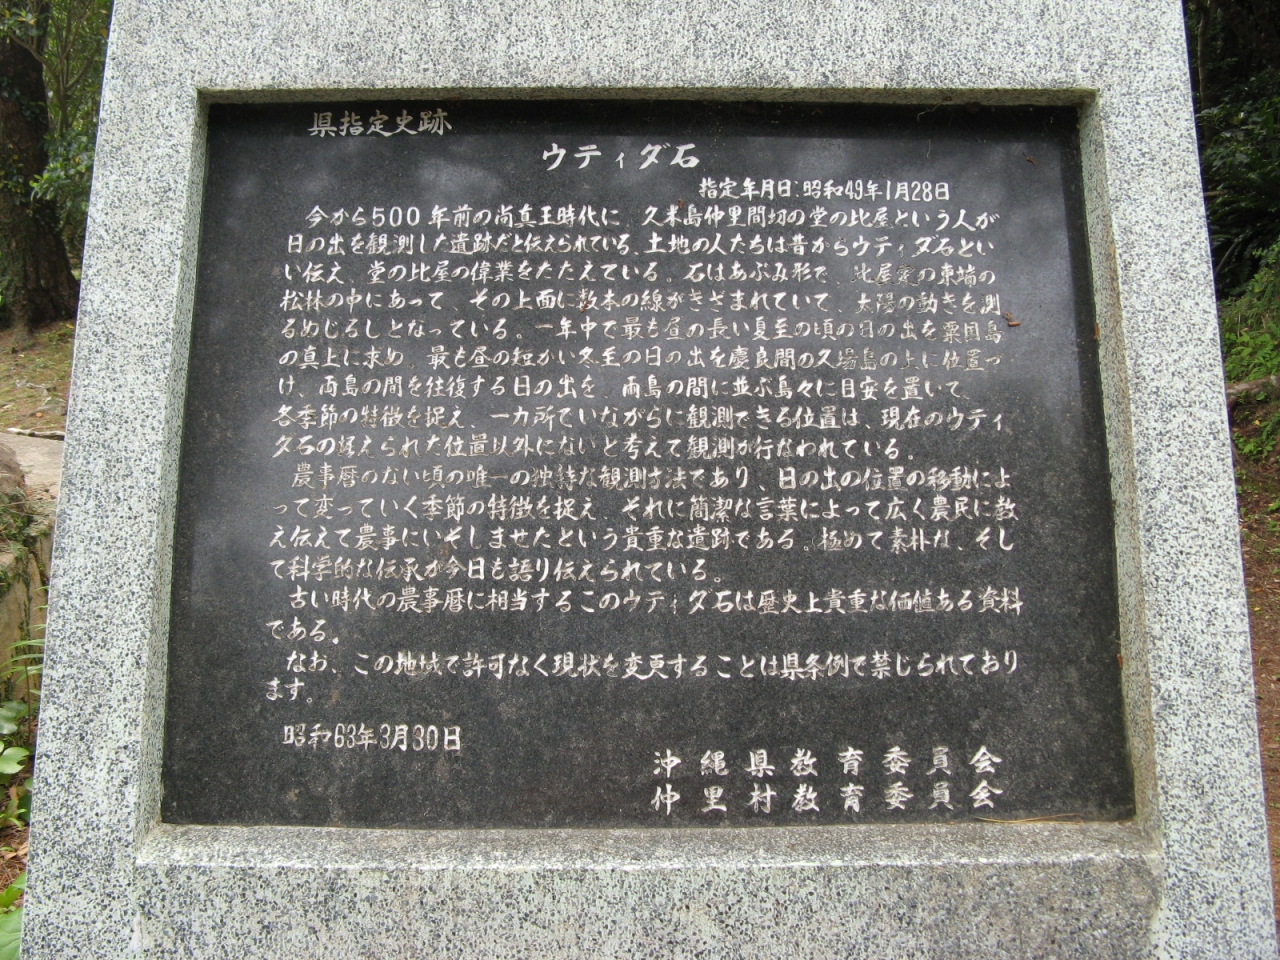 県指定史跡
ウティダ石
指定年月日:昭和49年1月28日
今から500年前の尚真王時代に、久米島仲里間切の堂の比屋という人が
日の出を観測した遺跡だと伝えられている。土地の人たちは昔からウティダ石とい
い伝え、堂の比屋の偉業をたたえている。石はあぶみ形で、比屋定の東端の
松林の中にあって、その上面に数本の線がきざまれていて、太陽の動きを測
るめじるしとなっている。一年中で最も昼の長い夏至の頃の日の出を粟国島
の真上に求め、最も昼の短かい冬至の日の出を慶良間の久場島の上に位置づ
け、両島の間を往復する日の出を、両島の間に並ぶ島々に目安を置いて、
各季節の特徴を捉え、一カ所でいながらに観測できる位置は、現在のウティ
ダ石の据えられた位置以外にないと考えて観測が行なわれている。
農事暦のない頃の唯一の独特な観測方法であり、日の出の位置の移動によ
って変っていく季節の特徴を捉え、それに簡潔な言葉によって広く農民に教
え伝えて農事にいそしませたという貴重な遺跡である。極めて素朴な、そし
て科学的な伝承が今日も語り伝えられている。
古い時代の農事暦に相当するこのウティダ石は歴史上貴重な価値ある資料
である。
なお、この地域で許可なく現状を変更することは県条例で禁じられており
ます。
昭和63年3月30日
沖縄県教育委員会
仲里村教育委員会